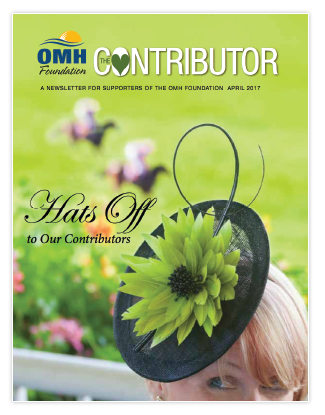 OMH
Foundation
THE CONTRIBUTOR
A NEWSLETTER FOR SUPPORTERS OF THE OMH FOUNDATION APRIL 2017
Hats Off
to Our Contributors